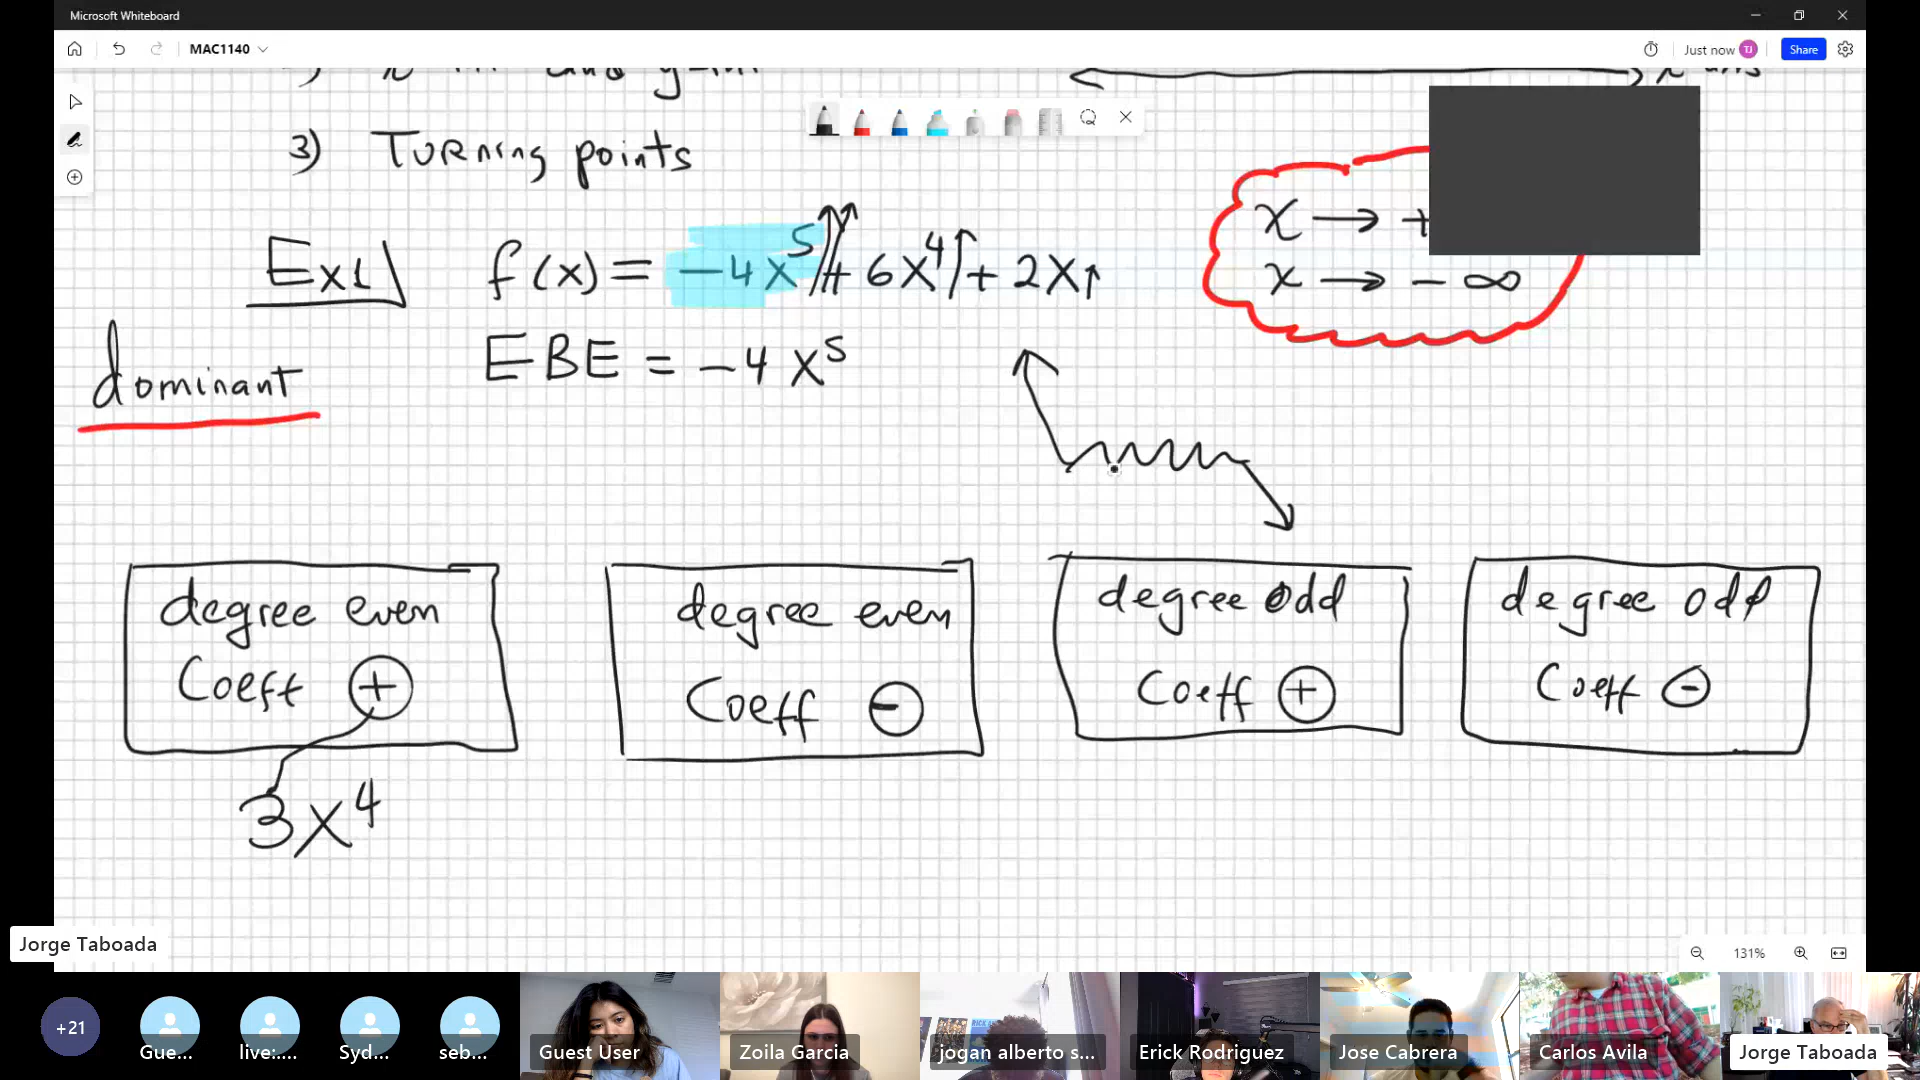 Microsoft Whiteboard
MAC1140
Just now TJ Share
3) Turning points
x → +
x → - ∞
Ex1 f(x) = -4x⁵ + 6x⁴ + 2x
EBE = -4x⁵
dominant
degree even
Coeff +
degree even
Coeff -
degree odd
Coeff +
degree odd
Coeff -
3x⁴
Jorge Taboada
131%
+21
Gue...
live:....
Syd...
seb...
Guest User
Zoila Garcia
jogan alberto s...
Erick Rodriguez
Jose Cabrera
Carlos Avila
Jorge Taboada